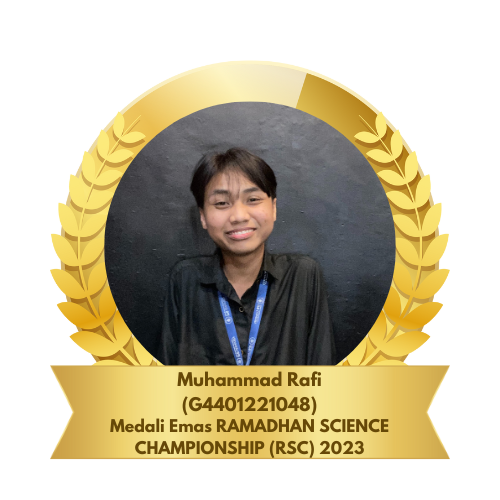 Muhammad Rafi
(G4401221048)
Medali Emas RAMADHAN SCIENCE
CHAMPIONSHIP (RSC) 2023